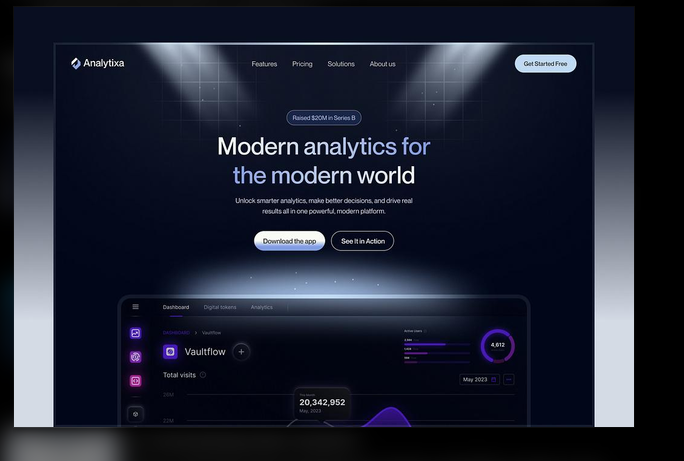 Analytixa
Features
Pricing
Solutions
About us
Get Started Free
Raised $20M in Series B
Modern analytics for
the modern world
Unlock smarter analytics, make better decisions, and drive real
results all in one powerful, modern platform.
Download the app
See It in Action
Dashboard
Digital tokens
Analytics
Vaultflow
Active Users
Vaultflow
4,612
Total visits
May 2023
20,342,952
May, 2023